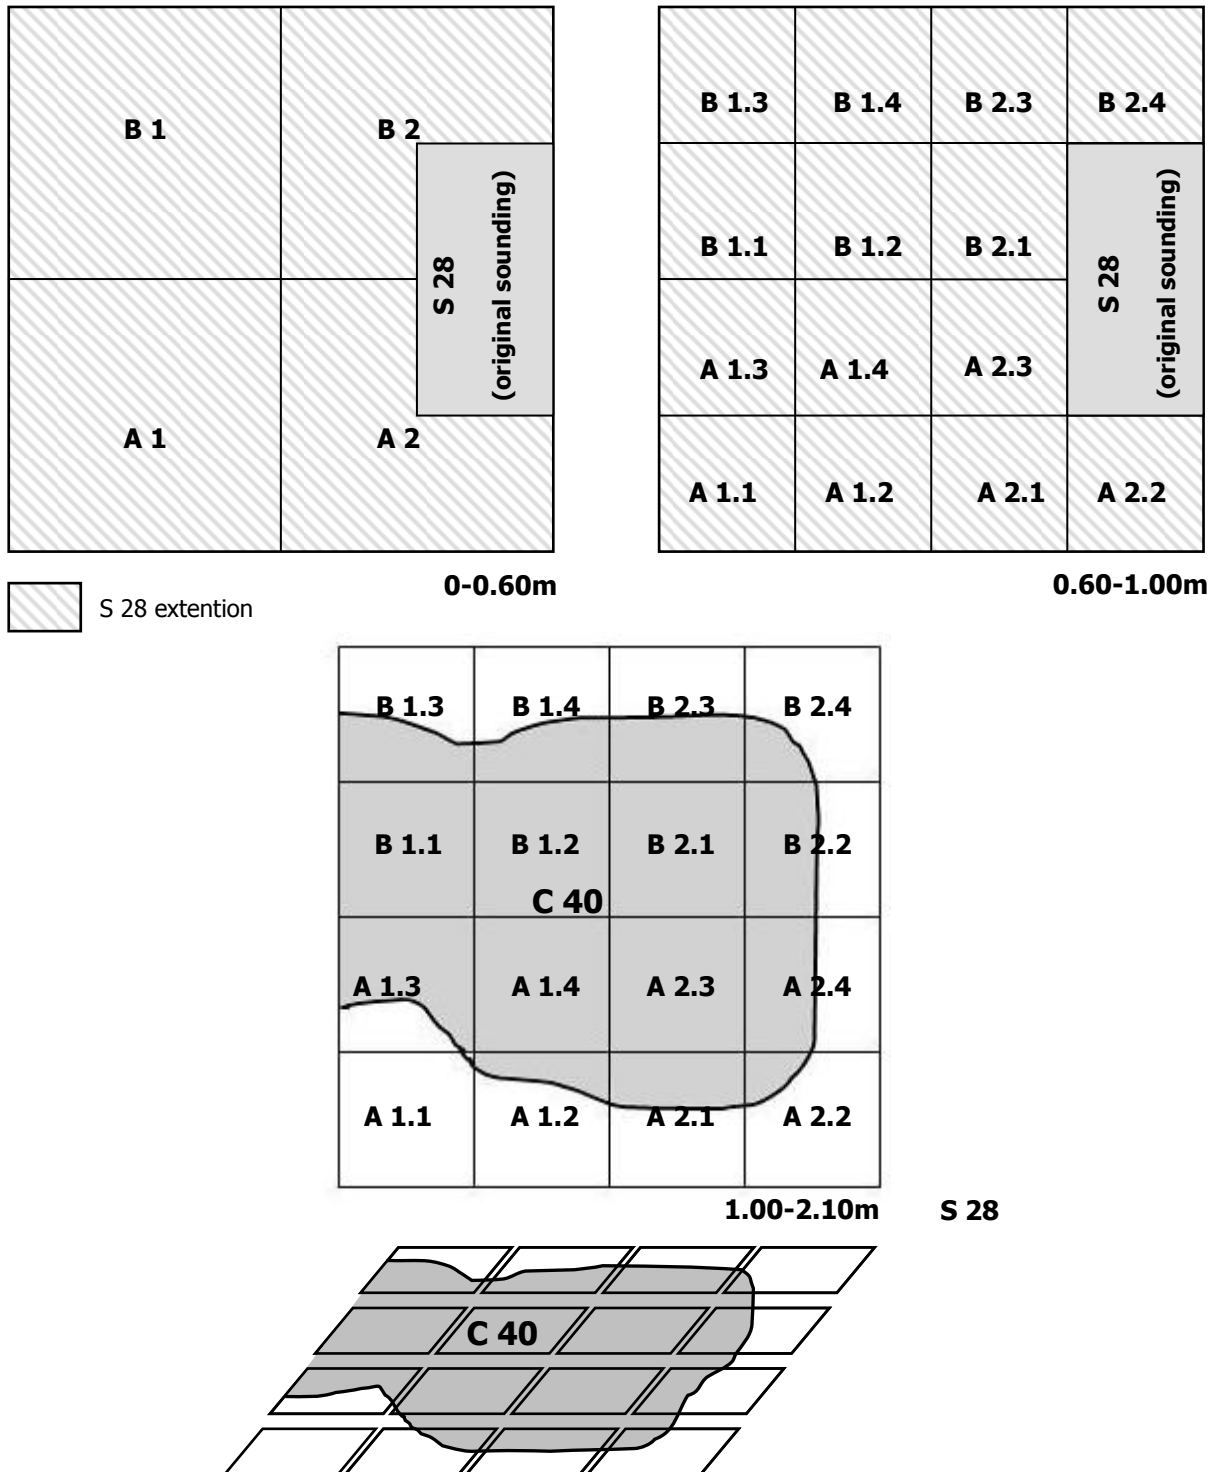 B 1
B 2
S 28
(original sounding)
A 1
A 2
0-0.60m
S 28 extention
B 1.3
B 1.4
B 2.3
B 2.4
B 1.1
B 1.2
B 2.1
S 28
(original sounding)
A 1.3
A 1.4
A 2.3
A 1.1
A 1.2
A 2.1
A 2.2
0.60-1.00m
B 1.3
B 1.4
B 2.3
B 2.4
B 1.1
B 1.2
B 2.1
B 2.2
C 40
A 1.3
A 1.4
A 2.3
A 2.4
A 1.1
A 1.2
A 2.1
A 2.2
1.00-2.10m
S 28
C 40